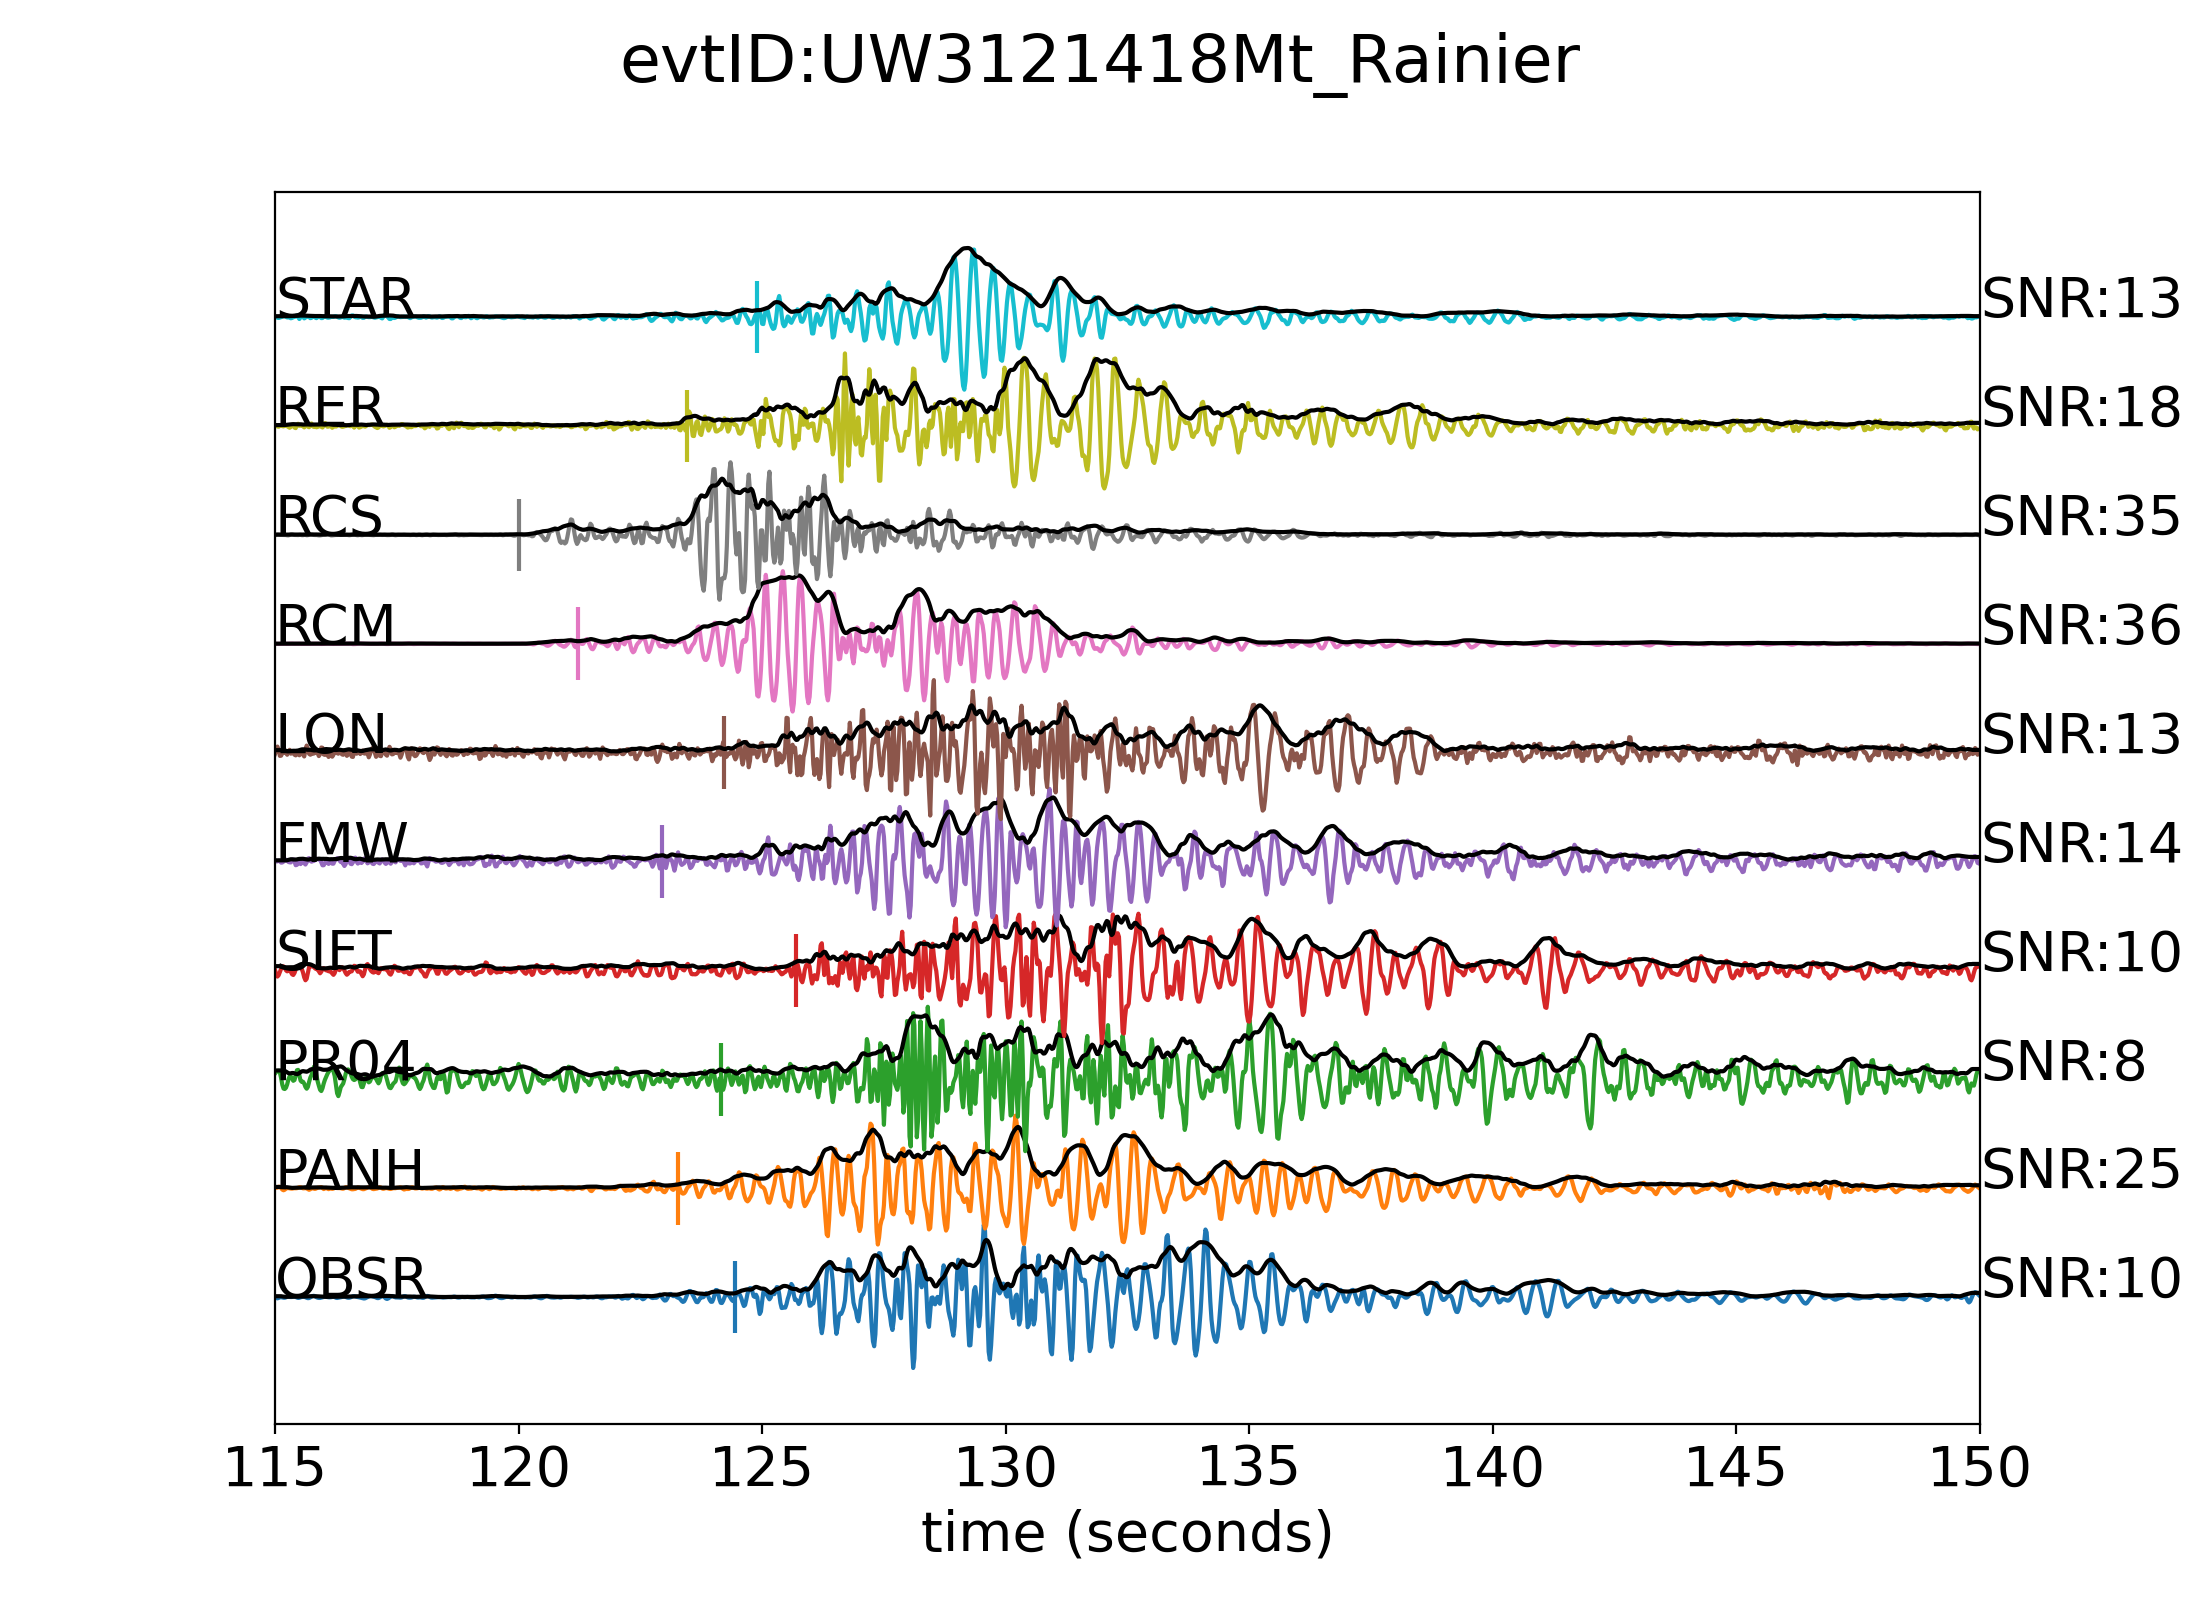 evtID:UW3121418Mt_Rainier
STAR SNR:13
RER SNR:18
RCS SNR:35
RCM SNR:36
LON SNR:13
FMW SNR:14
SIFT SNR:10
PR04 SNR:8
PANH SNR:25
OBSR SNR:10
115 120 125 130 135 140 145 150
time (seconds)